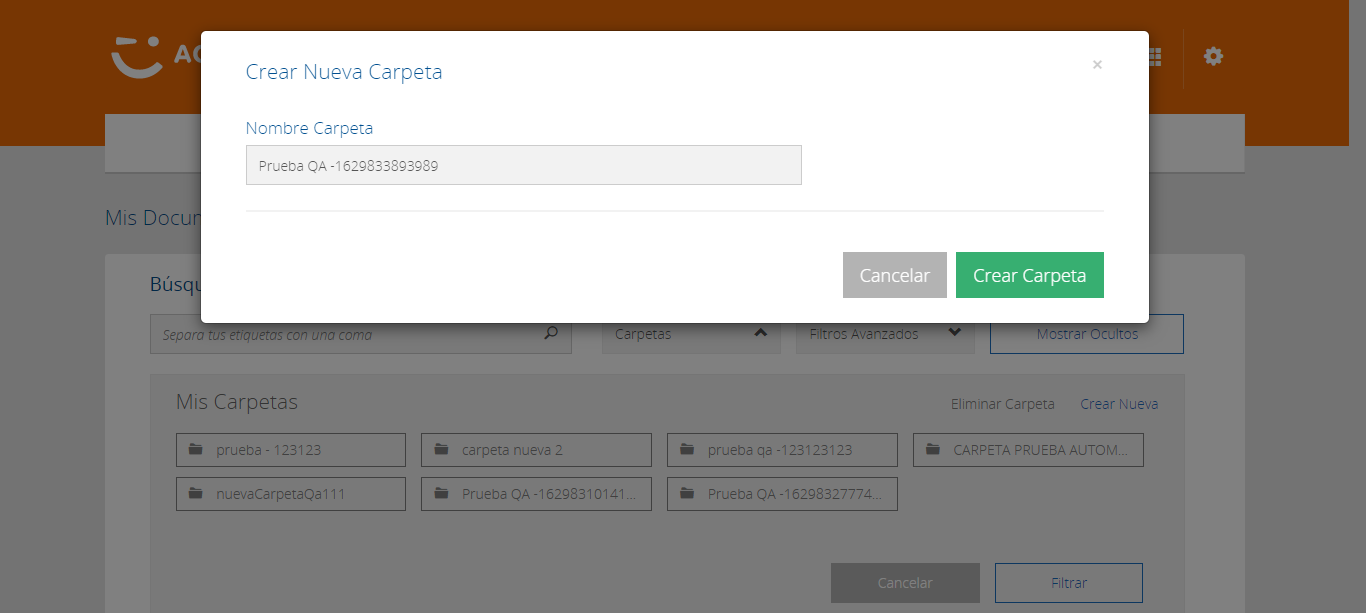 Crear Nueva Carpeta
×
Nombre Carpeta
Prueba QA -1629833893989
Cancelar
Crear Carpeta
Mis
Separa tus etiquetas con una coma
Carpetas
Filtros Avanzados
Mostrar Ocultos
Mis Carpetas
Eliminar Carpeta
Crear Nueva
prueba - 123123
carpeta nueva 2
prueba qa -123123123
CARPETA PRUEBA AUTOM...
nuevaCarpetaQa111
Prueba QA -16298310141...
Prueba QA -16298327774...
Cancelar
Filtrar